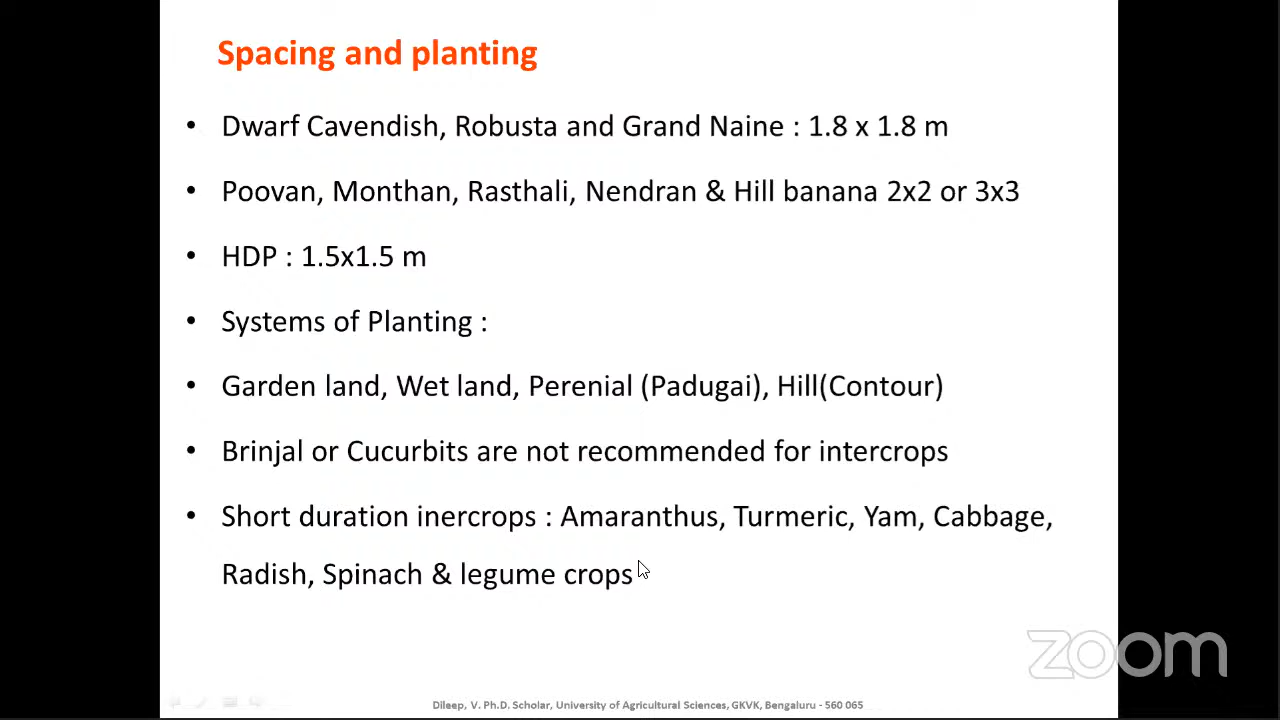 Spacing and planting
• Dwarf Cavendish, Robusta and Grand Naine : 1.8 x 1.8 m
• Poovan, Monthan, Rasthali, Nendran & Hill banana 2x2 or 3x3
• HDP : 1.5x1.5 m
• Systems of Planting :
• Garden land, Wet land, Perenial (Padugai), Hill(Contour)
• Brinjal or Cucurbits are not recommended for intercrops
• Short duration inercrops : Amaranthus, Turmeric, Yam, Cabbage,
Radish, Spinach & legume crops
zoom
Dileep, V. Ph.D. Scholar, University of Agricultural Sciences, GKVK, Bengaluru - 560 065